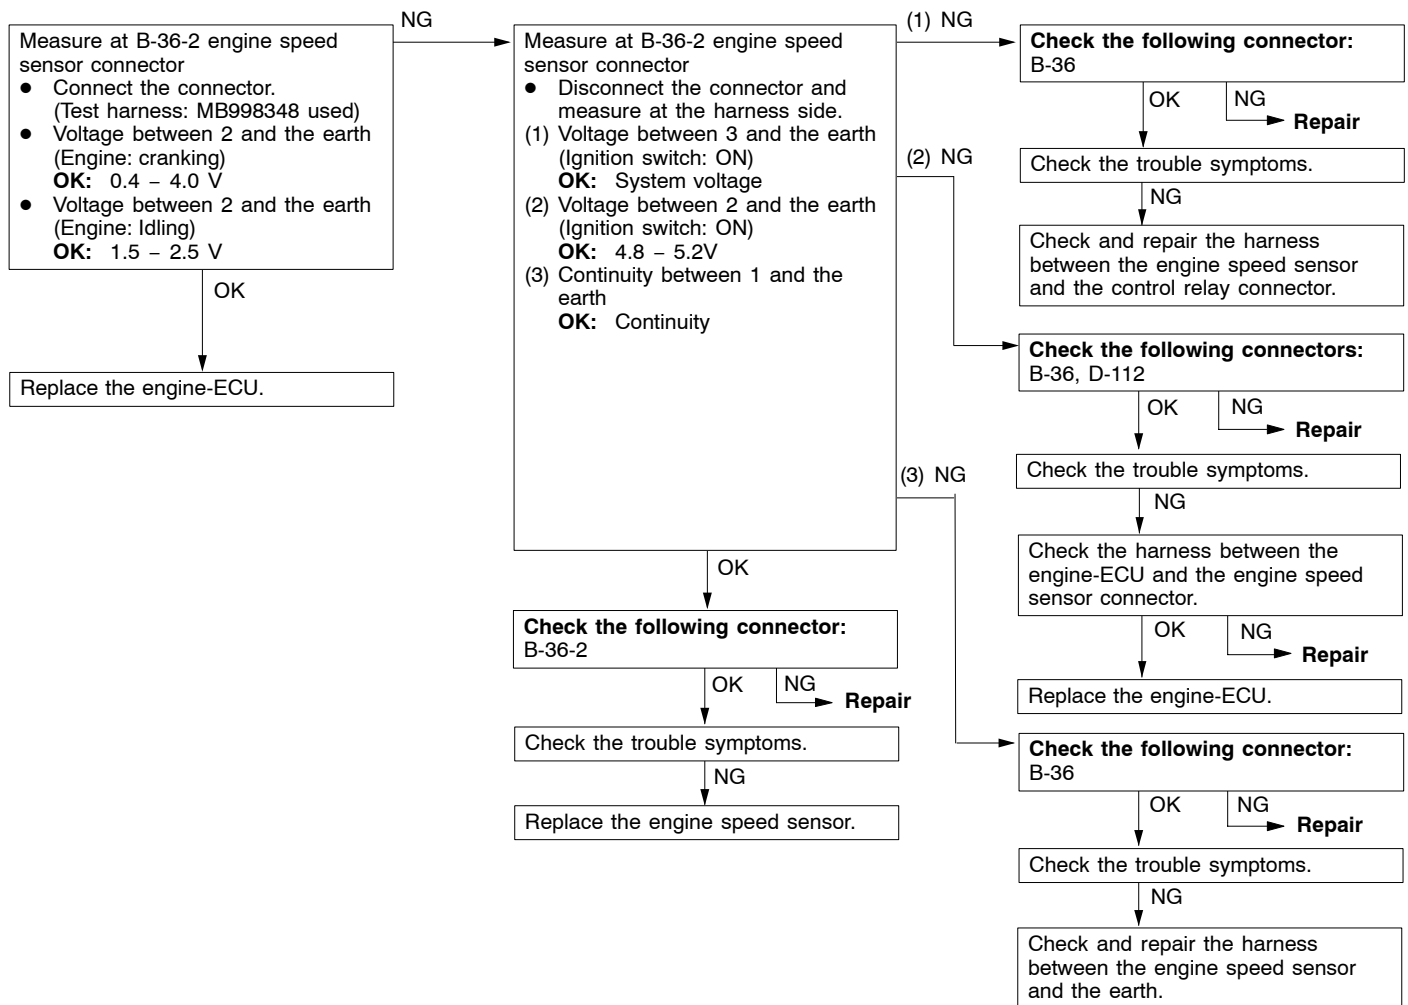 NG
Measure at B-36-2 engine speed
sensor connector
● Connect the connector.
(Test harness: MB998348 used)
● Voltage between 2 and the earth
(Engine: cranking)
OK: 0.4 – 4.0 V
● Voltage between 2 and the earth
(Engine: Idling)
OK: 1.5 – 2.5 V
OK
Replace the engine-ECU.
Measure at B-36-2 engine speed
sensor connector
● Disconnect the connector and
measure at the harness side.
(1) Voltage between 3 and the earth
(Ignition switch: ON)
OK: System voltage
(2) Voltage between 2 and the earth
(Ignition switch: ON)
OK: 4.8 – 5.2V
(3) Continuity between 1 and the
earth
OK: Continuity
OK
Check the following connector:
B-36-2
OK
NG
Repair
Check the trouble symptoms.
NG
Replace the engine speed sensor.
(1) NG
Check the following connector:
B-36
OK
NG
Repair
Check the trouble symptoms.
NG
Check and repair the harness
between the engine speed sensor
and the control relay connector.
(2) NG
Check the following connectors:
B-36, D-112
OK
NG
Repair
Check the trouble symptoms.
NG
Check the harness between the
engine-ECU and the engine speed
sensor connector.
OK
NG
Repair
Replace the engine-ECU.
(3) NG
Check the following connector:
B-36
OK
NG
Repair
Check the trouble symptoms.
NG
Check and repair the harness
between the engine speed sensor
and the earth.